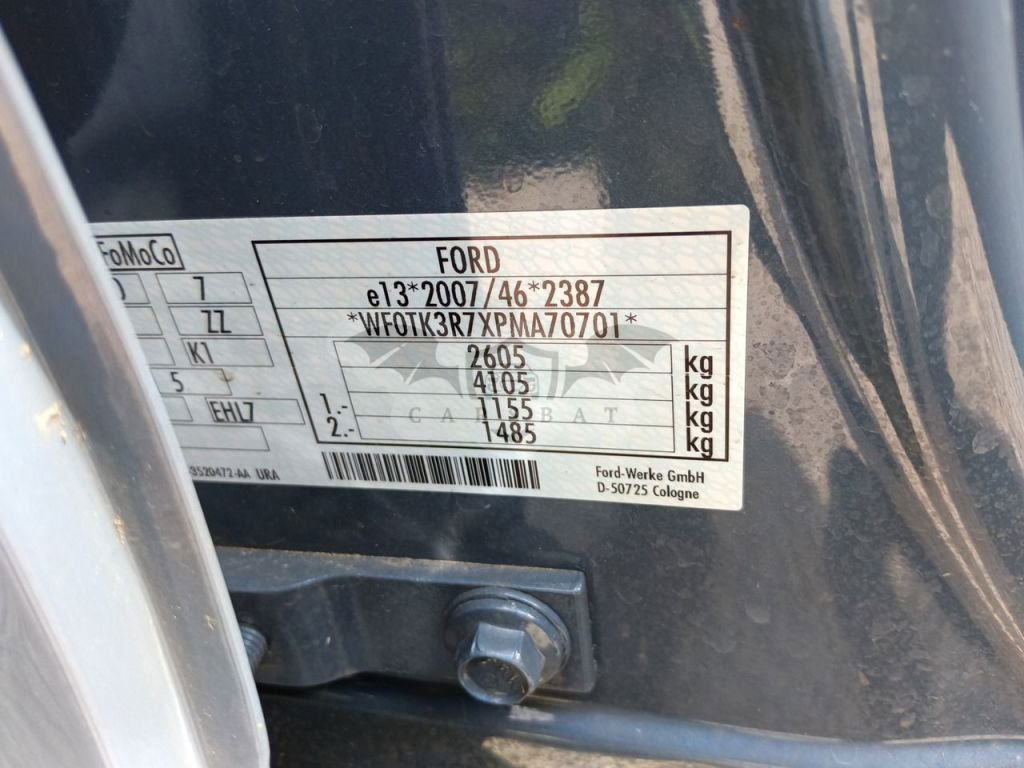 FoMoCo
7
ZZ
K1
5 -
EHL7
3520472-AA URA
FORD
e13*2007/46*2387
*WF0TK3R7XPMA70701*
2605 kg
4105 kg
1.- 1155 kg
2.- 1485 kg
CARABAT
Ford-Werke GmbH
D-50725 Cologne